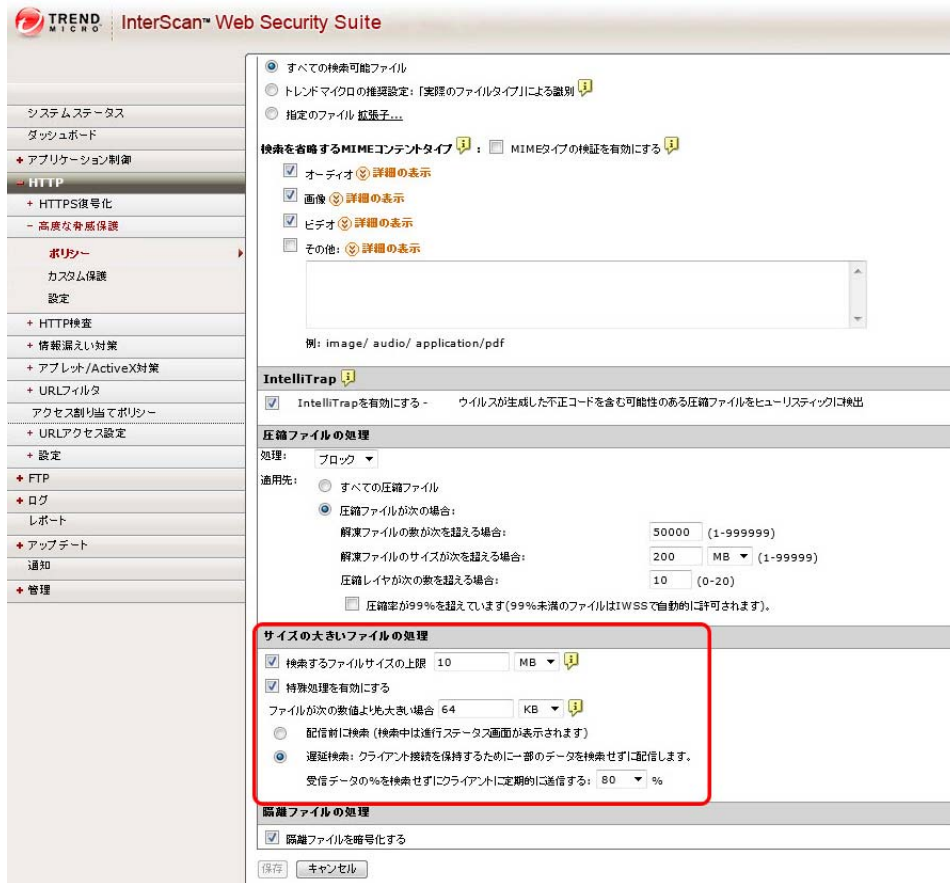 TREND MICRO InterScan™ Web Security Suite
システムステータス
ダッシュボード
+ アプリケーション制御
- HTTP
+ HTTPS復号化
- 高度な脅威保護
ポリシー
カスタム保護
設定
+ HTTP検査
+ 情報漏えい対策
+ アプレット/ActiveX対策
+ URLフィルタ
アクセス割り当てポリシー
+ URLアクセス設定
+ 設定
+ FTP
+ ログ
レポート
+ アップデート
通知
+ 管理
すべての検索可能ファイル
トレンドマイクロの推奨設定:「実際のファイルタイプ」による識別
指定のファイル 拡張子...
検索を省略するMIMEコンテントタイプ : MIMEタイプの検証を有効にする
オーディオ 詳細の表示
画像 詳細の表示
ビデオ 詳細の表示
その他: 詳細の表示
例: image/ audio/ application/pdf
IntelliTrap
IntelliTrapを有効にする - ウイルスが生成した不正コードを含む可能性のある圧縮ファイルをヒューリスティックに検出
圧縮ファイルの処理
処理: ブロック
適用先: すべての圧縮ファイル
圧縮ファイルが次の場合:
解凍ファイルの数が次を超える場合: 50000 (1-999999)
解凍ファイルのサイズが次を超える場合: 200 MB (1-99999)
圧縮レイヤが次の数を超える場合: 10 (0-20)
圧縮率が99%を超えています(99%未満のファイルはIWSSで自動的に許可されます)。
サイズの大きいファイルの処理
検索するファイルサイズの上限 10 MB
特殊処理を有効にする
ファイルが次の数値よりも大きい場合 64 KB
配信前に検索 (検索中は進行ステータス画面が表示されます)
遅延検索: クライアント接続を保持するために一部のデータを検索せずに配信します。
受信データの%を検索せずにクライアントに定期的に送信する: 80 %
隔離ファイルの処理
隔離ファイルを暗号化する
保存 キャンセル